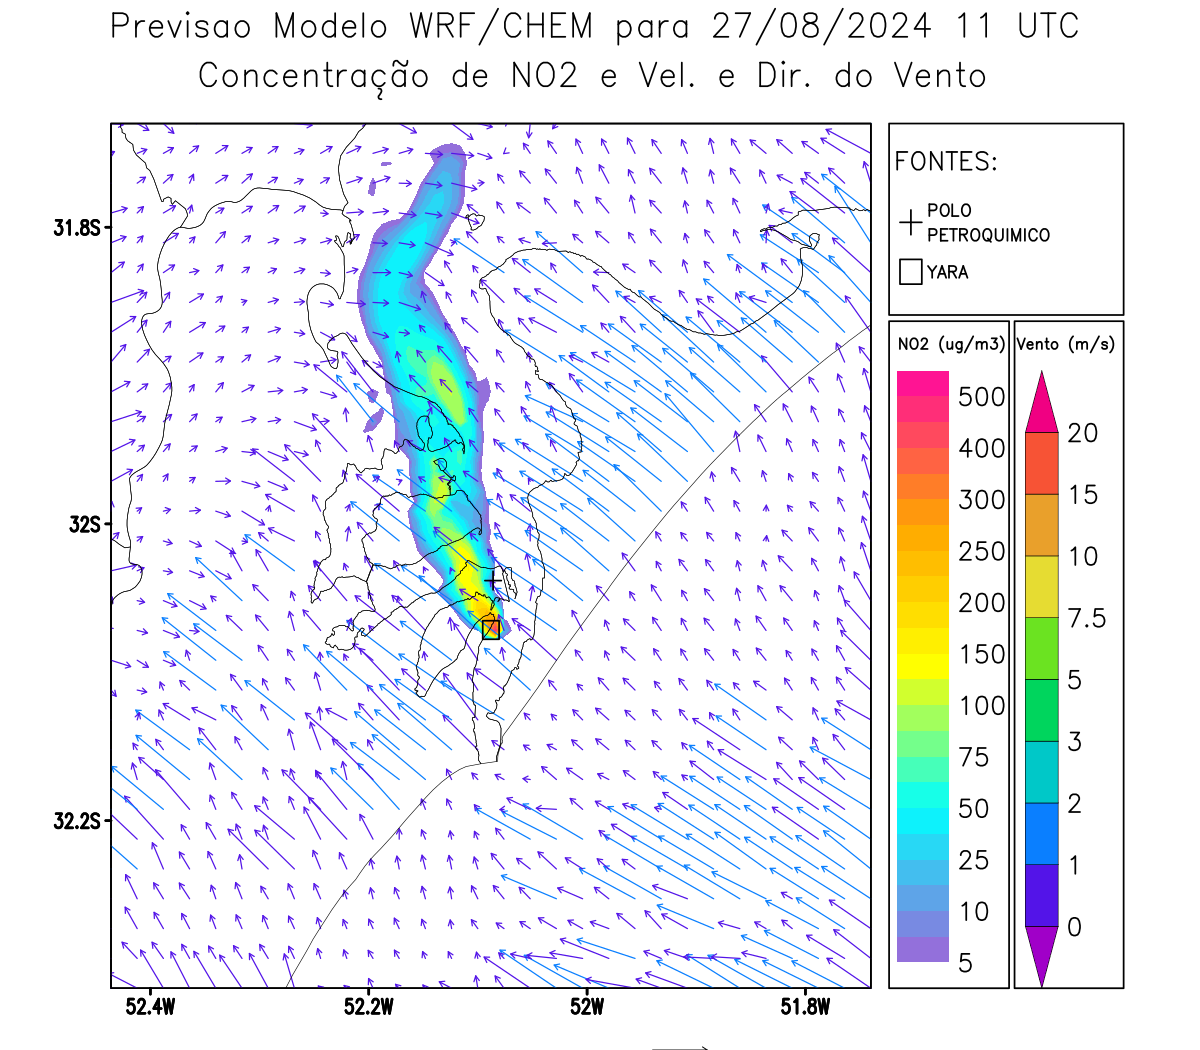 Previsao Modelo WRF/CHEM para 27/08/2024 11 UTC
Concentração de NO2 e Vel. e Dir. do Vento
FONTES:
POLO
PETROQUIMICO
YARA
NO2 (ug/m3)
500
400
300
250
200
150
100
75
50
25
10
5
Vento (m/s)
20
15
10
7.5
5
3
2
1
0
31.8S
32S
32.2S
52.4W
52.2W
52W
51.8W